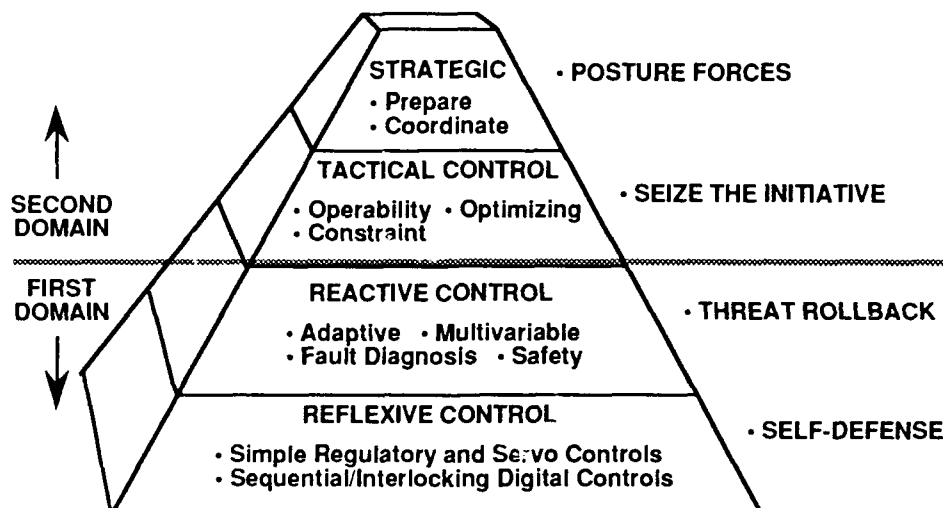 STRATEGIC
• Prepare
• Coordinate
• POSTURE FORCES
TACTICAL CONTROL
• Operability • Optimizing
• Constraint
• SEIZE THE INITIATIVE
SECOND
DOMAIN
FIRST
DOMAIN
REACTIVE CONTROL
• Adaptive • Multivariable
• Fault Diagnosis • Safety
• THREAT ROLLBACK
REFLEXIVE CONTROL
• Simple Regulatory and Servo Controls
• Sequential/Interlocking Digital Controls
• SELF-DEFENSE